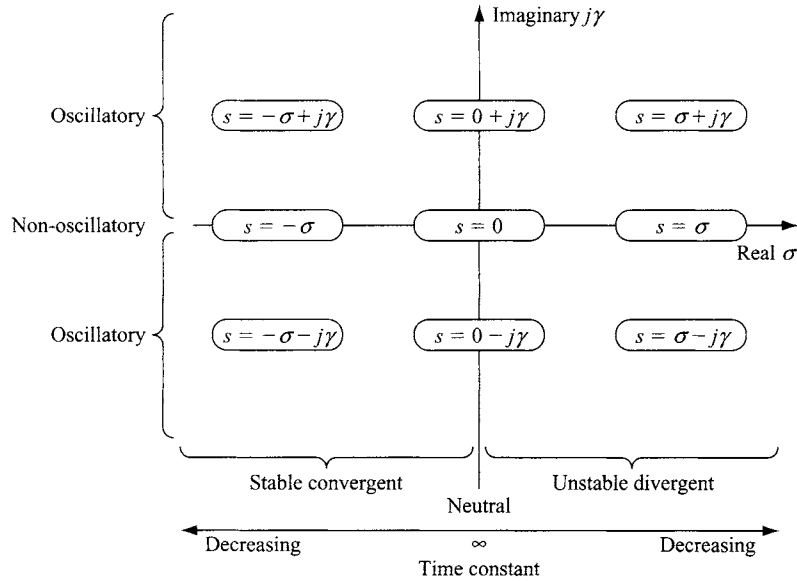 Imaginary jγ
Oscillatory
s = −σ + jγ
s = 0 + jγ
s = σ + jγ
Non-oscillatory
s = −σ
s = 0
s = σ
Real σ
Oscillatory
s = −σ − jγ
s = 0 − jγ
s = σ − jγ
Stable convergent
Unstable divergent
Neutral
Decreasing
∞
Decreasing
Time constant